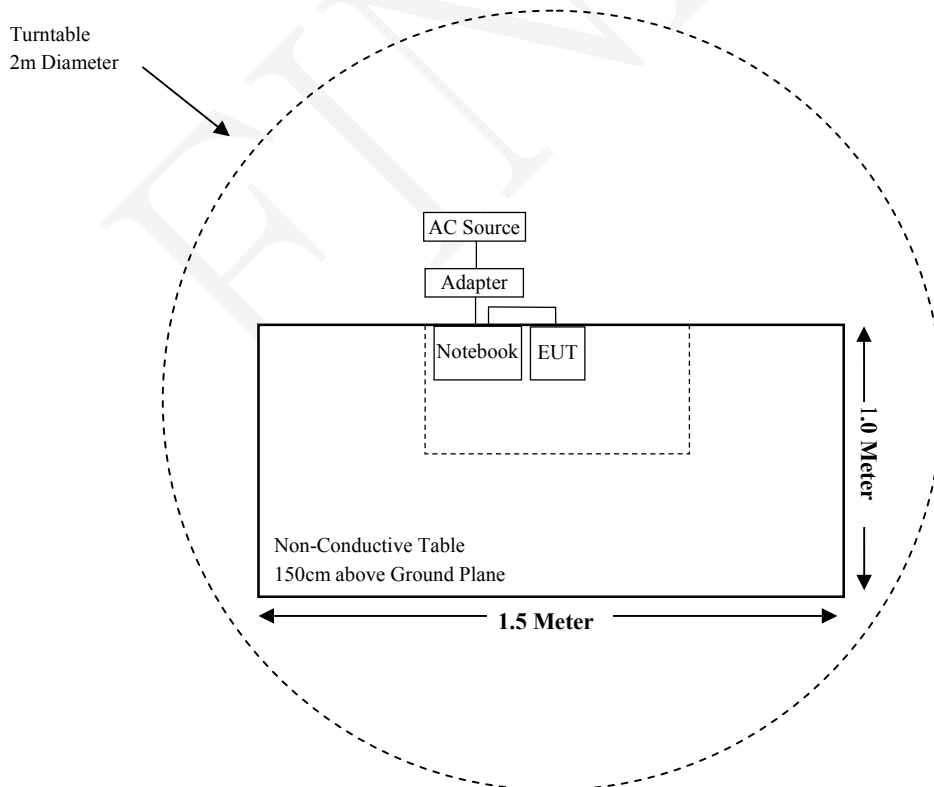 Turntable
2m Diameter
AC Source
Adapter
Notebook
EUT
1.0 Meter
Non-Conductive Table
150cm above Ground Plane
1.5 Meter